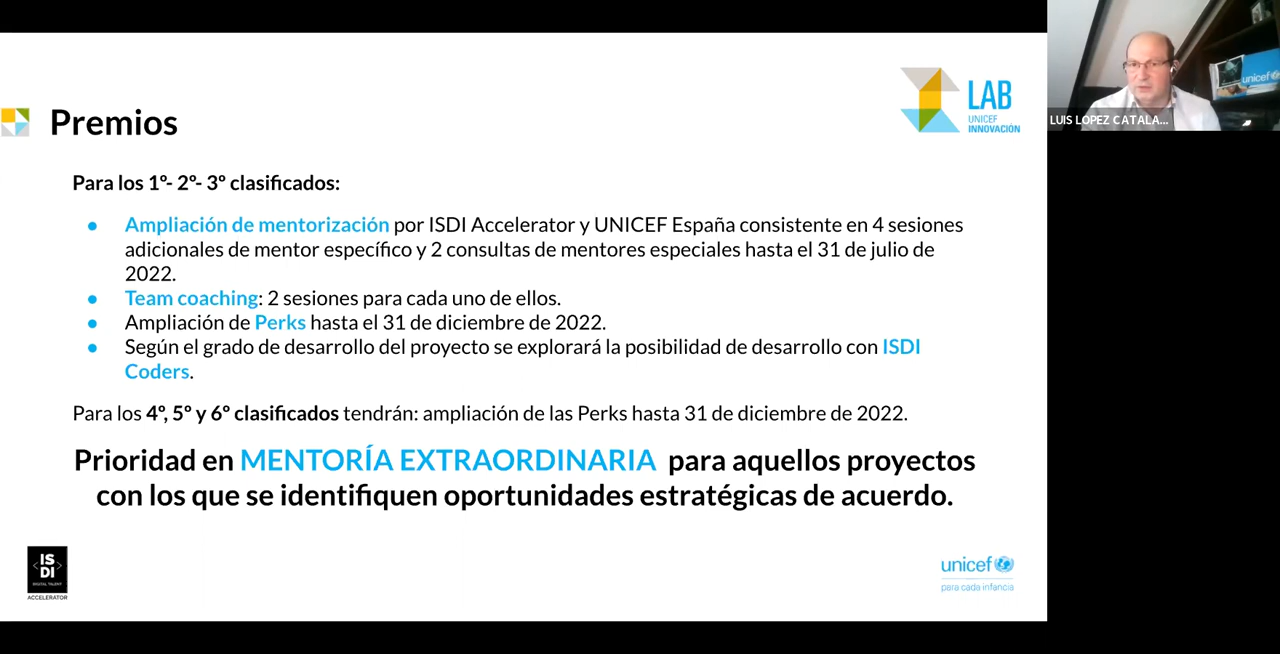 Premios
LAB
UNICEF
INNOVACIÓN
unicef
LUIS LOPEZ CATALA...
Para los 1º- 2º- 3º clasificados:
● Ampliación de mentorización por ISDI Accelerator y UNICEF España consistente en 4 sesiones
adicionales de mentor específico y 2 consultas de mentores especiales hasta el 31 de julio de
2022.
● Team coaching: 2 sesiones para cada uno de ellos.
● Ampliación de Perks hasta el 31 de diciembre de 2022.
● Según el grado de desarrollo del proyecto se explorará la posibilidad de desarrollo con ISDI
Coders.
Para los 4º, 5º y 6º clasificados tendrán: ampliación de las Perks hasta 31 de diciembre de 2022.
Prioridad en MENTORÍA EXTRAORDINARIA para aquellos proyectos
con los que se identifiquen oportunidades estratégicas de acuerdo.
IS
DI
DIGITAL TALENT
ACCELERATOR
unicef
para cada infancia